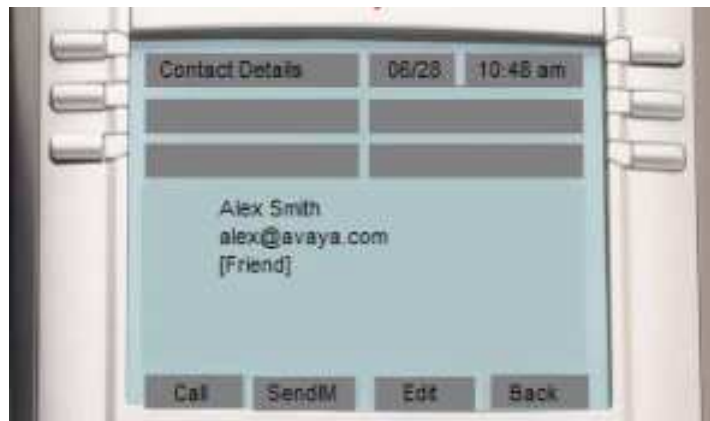 Contact Details 06/28 10:48 am
Alex Smith
alex@avaya.com
[Friend]
Call SendIM Edit Back